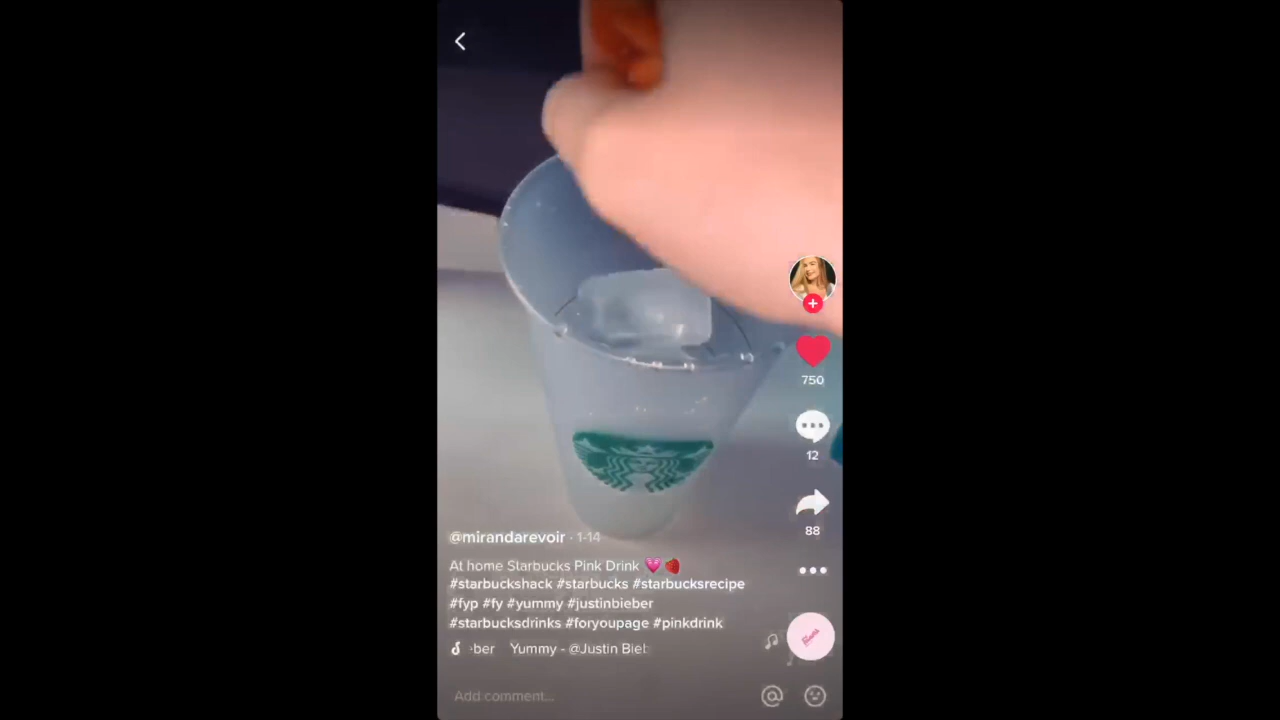 750
12
88
@mirandarevoir · 1-14
At home Starbucks Pink Drink 💗🍓
#starbuckshack #starbucks #starbucksrecipe
#fyp #fy #yummy #justinbieber
#starbucksdrinks #foryoupage #pinkdrink
ber Yummy - @Justin Biel
Add comment...